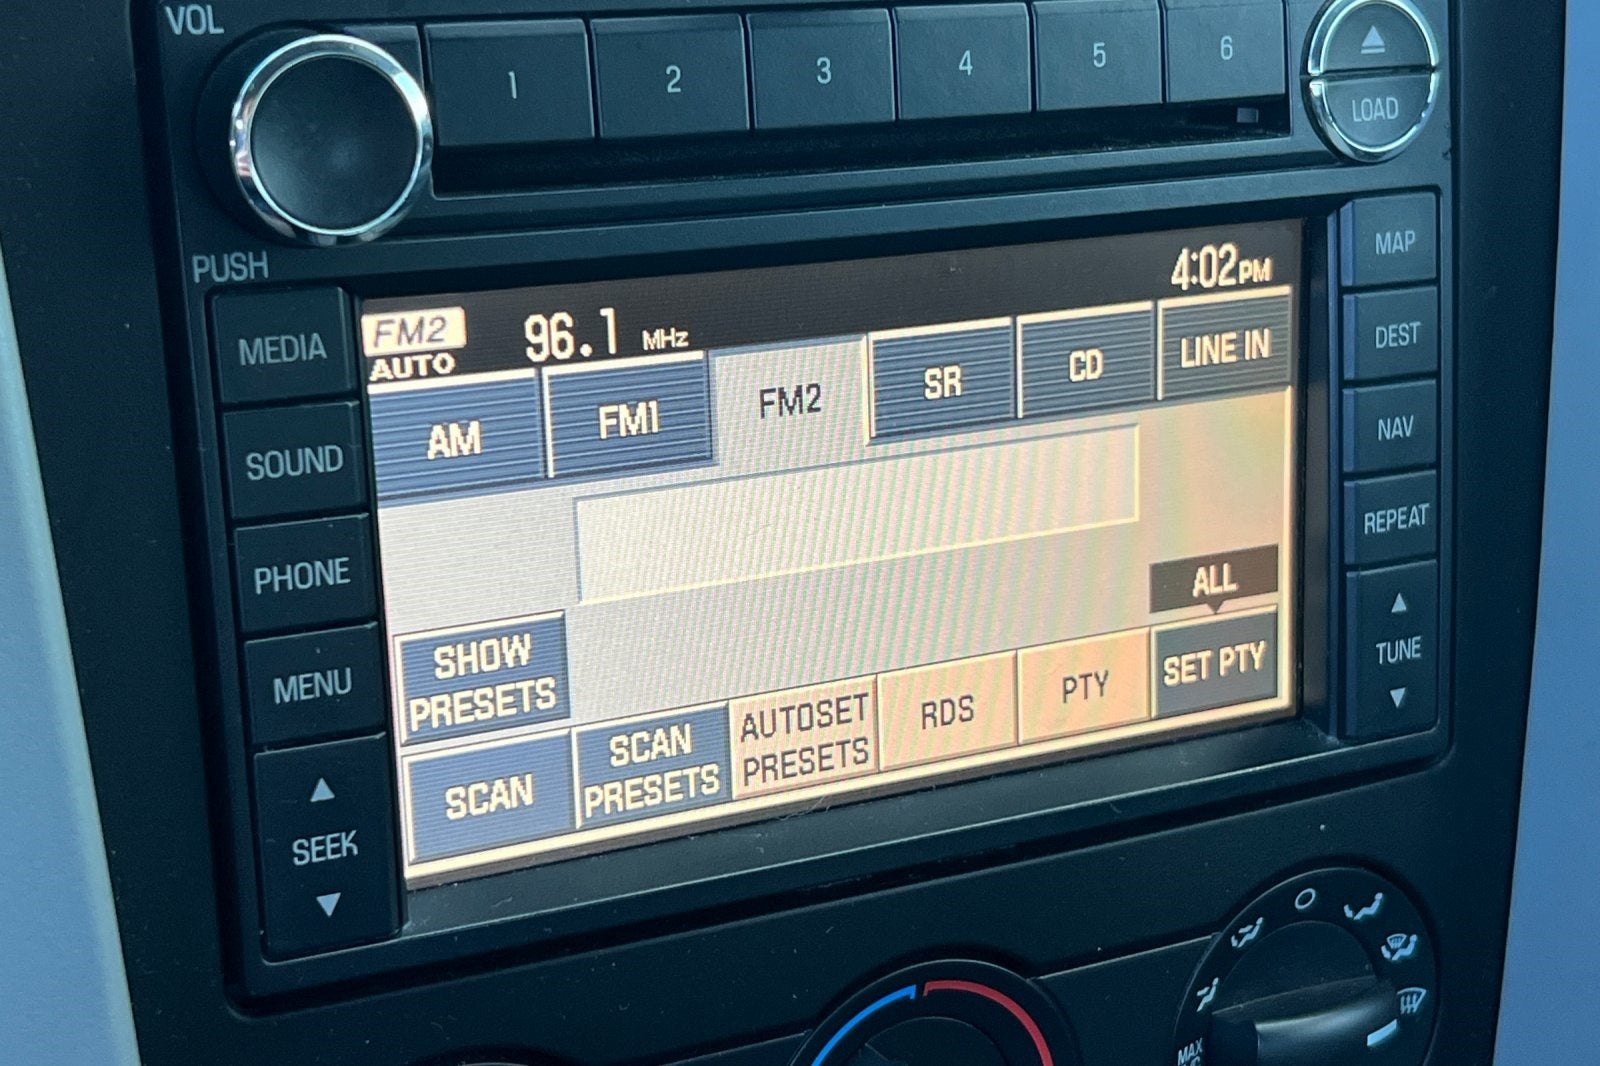 VOL
1 2 3 4 5 6
LOAD
PUSH
MEDIA
SOUND
PHONE
MENU
SEEK
FM2
AUTO
96.1 MHz
4:02PM
AM FM1 FM2 SR CD LINE IN
ALL
SHOW
PRESETS
SCAN
SCAN
PRESETS
AUTOSET
PRESETS
RDS
PTY
SET PTY
MAP
DEST
NAV
REPEAT
TUNE
MAX